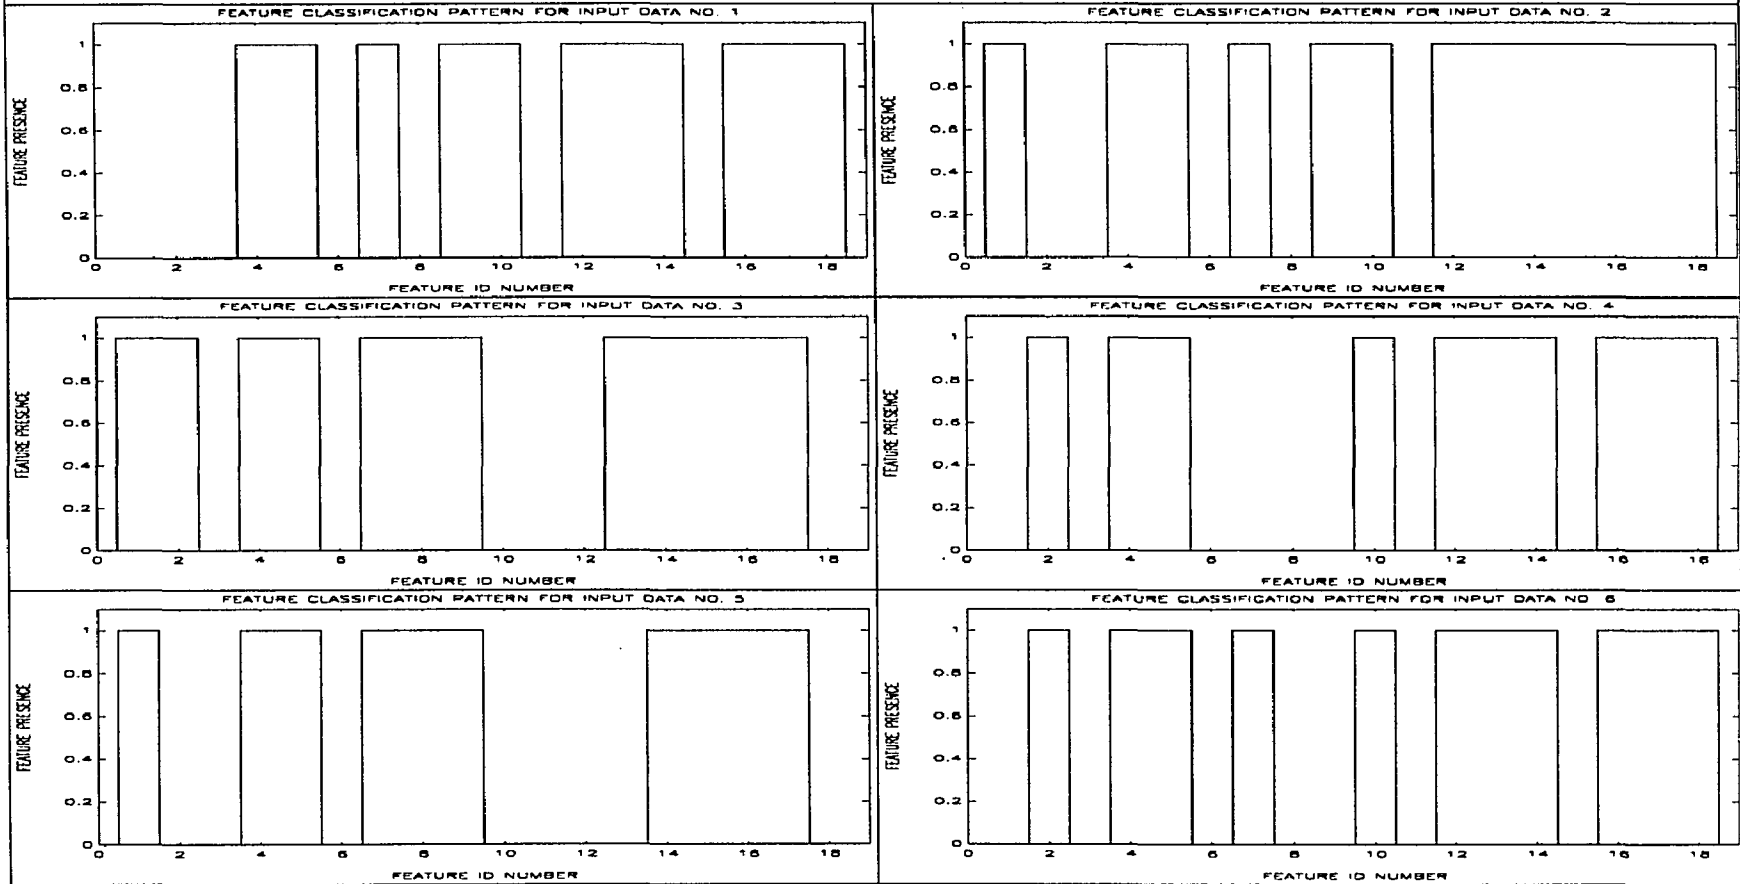 FEATURE CLASSIFICATION PATTERN FOR INPUT DATA NO. 1
FEATURE PRESENCE
1
0.8
0.6
0.4
0.2
0
0 2 4 6 8 10 12 14 16 18
FEATURE ID NUMBER
FEATURE CLASSIFICATION PATTERN FOR INPUT DATA NO. 2
FEATURE PRESENCE
1
0.8
0.6
0.4
0.2
0
0 2 4 6 8 10 12 14 16 18
FEATURE ID NUMBER
FEATURE CLASSIFICATION PATTERN FOR INPUT DATA NO. 3
FEATURE PRESENCE
1
0.8
0.6
0.4
0.2
0
0 2 4 6 8 10 12 14 16 18
FEATURE ID NUMBER
FEATURE CLASSIFICATION PATTERN FOR INPUT DATA NO. 4
FEATURE PRESENCE
1
0.8
0.6
0.4
0.2
0
0 2 4 6 8 10 12 14 16 18
FEATURE ID NUMBER
FEATURE CLASSIFICATION PATTERN FOR INPUT DATA NO. 5
FEATURE PRESENCE
1
0.8
0.6
0.4
0.2
0
0 2 4 6 8 10 12 14 16 18
FEATURE ID NUMBER
FEATURE CLASSIFICATION PATTERN FOR INPUT DATA NO 6
FEATURE PRESENCE
1
0.8
0.6
0.4
0.2
0
0 2 4 6 8 10 12 14 16 18
FEATURE ID NUMBER